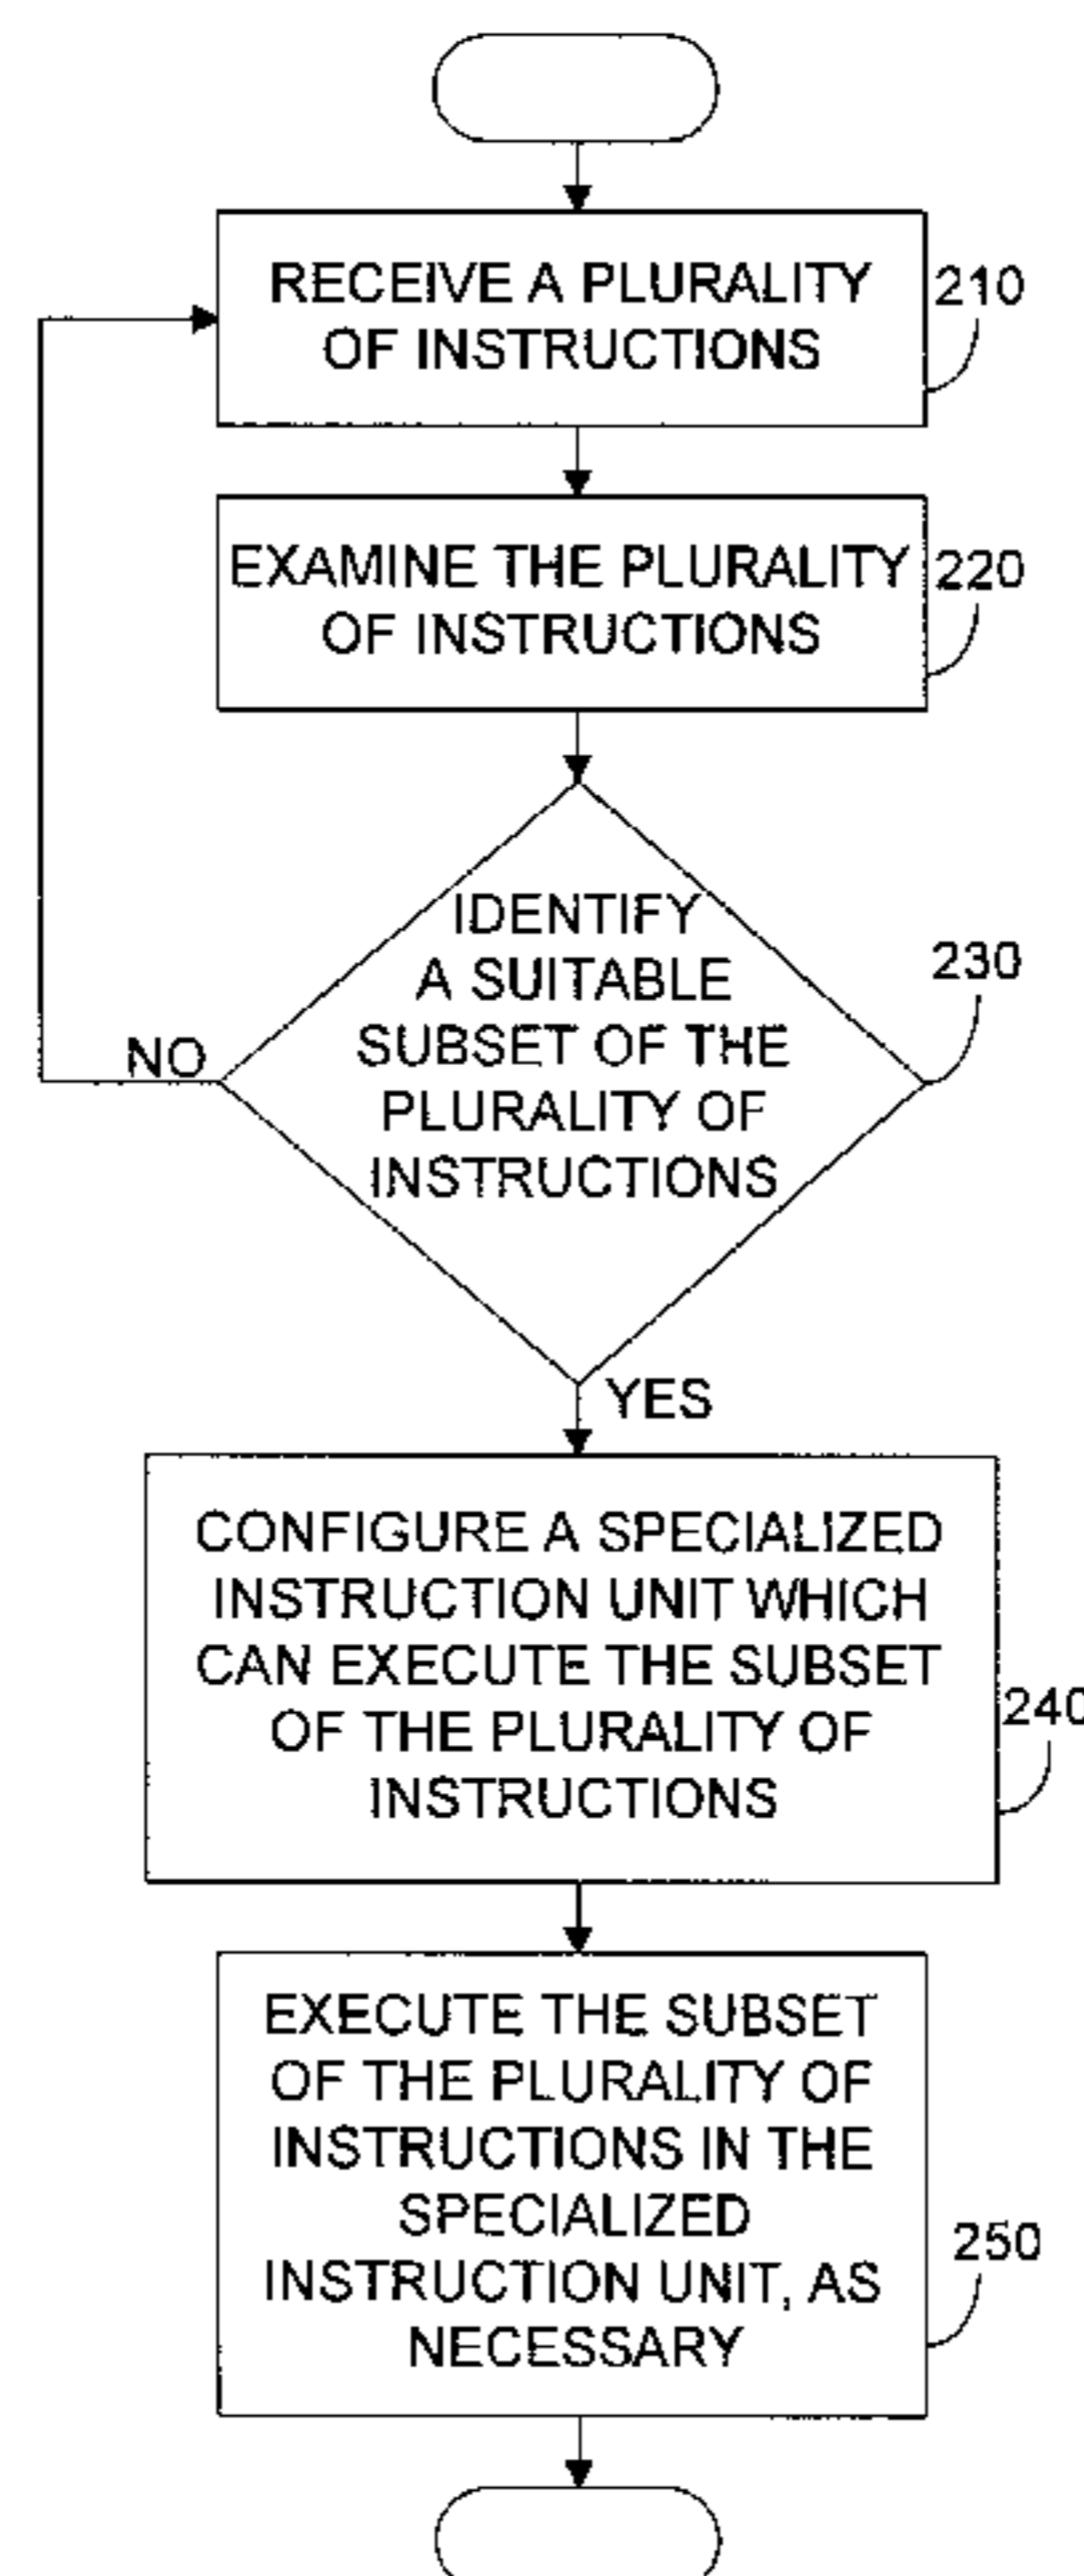 RECEIVE A PLURALITY
OF INSTRUCTIONS
210
EXAMINE THE PLURALITY
OF INSTRUCTIONS
220
IDENTIFY
A SUITABLE
SUBSET OF THE
PLURALITY OF
INSTRUCTIONS
230
NO
YES
CONFIGURE A SPECIALIZED
INSTRUCTION UNIT WHICH
CAN EXECUTE THE SUBSET
OF THE PLURALITY OF
INSTRUCTIONS
240
EXECUTE THE SUBSET
OF THE PLURALITY OF
INSTRUCTIONS IN THE
SPECIALIZED
INSTRUCTION UNIT, AS
NECESSARY
250